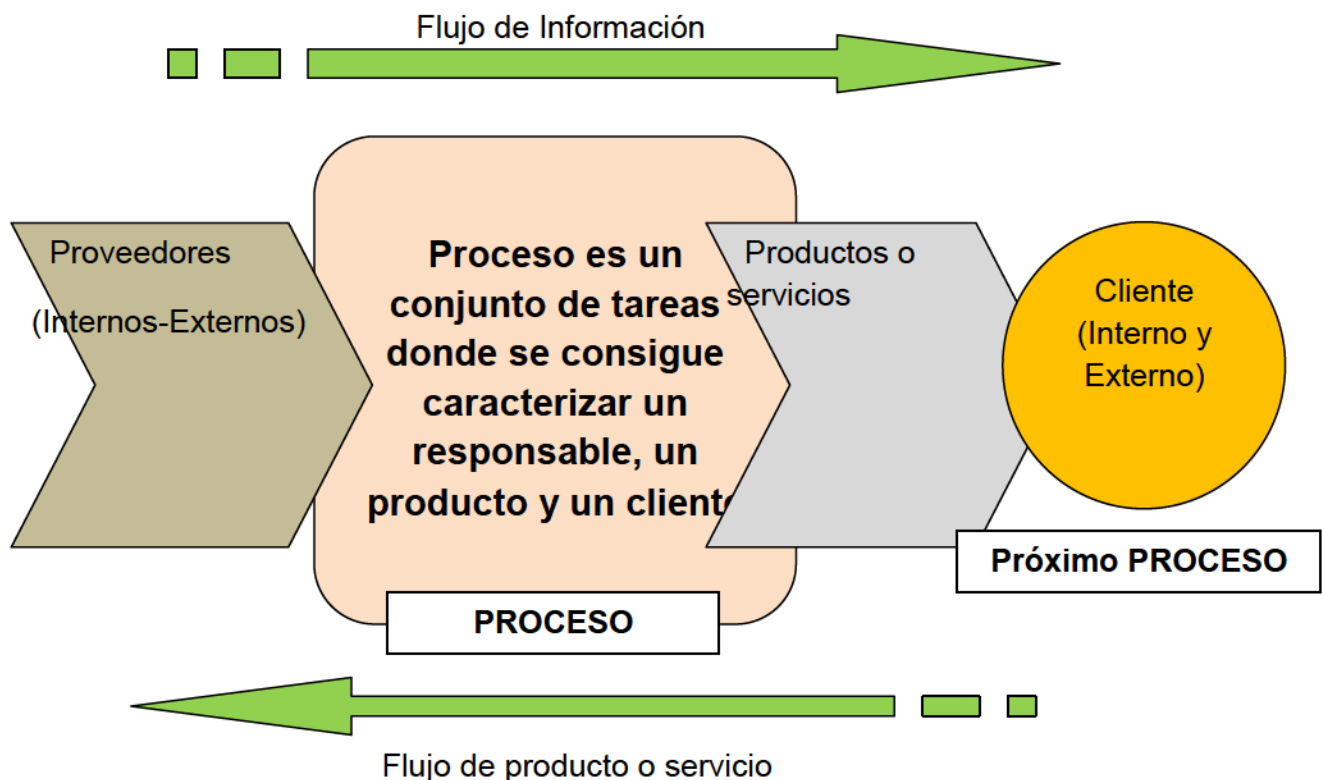 Flujo de Información
Proveedores
(Internos-Externos)
Proceso es un
conjunto de tareas
donde se consigue
caracterizar un
responsable, un
producto y un cliente
PROCESO
Productos o
servicios
Cliente
(Interno y
Externo)
Próximo PROCESO
Flujo de producto o servicio